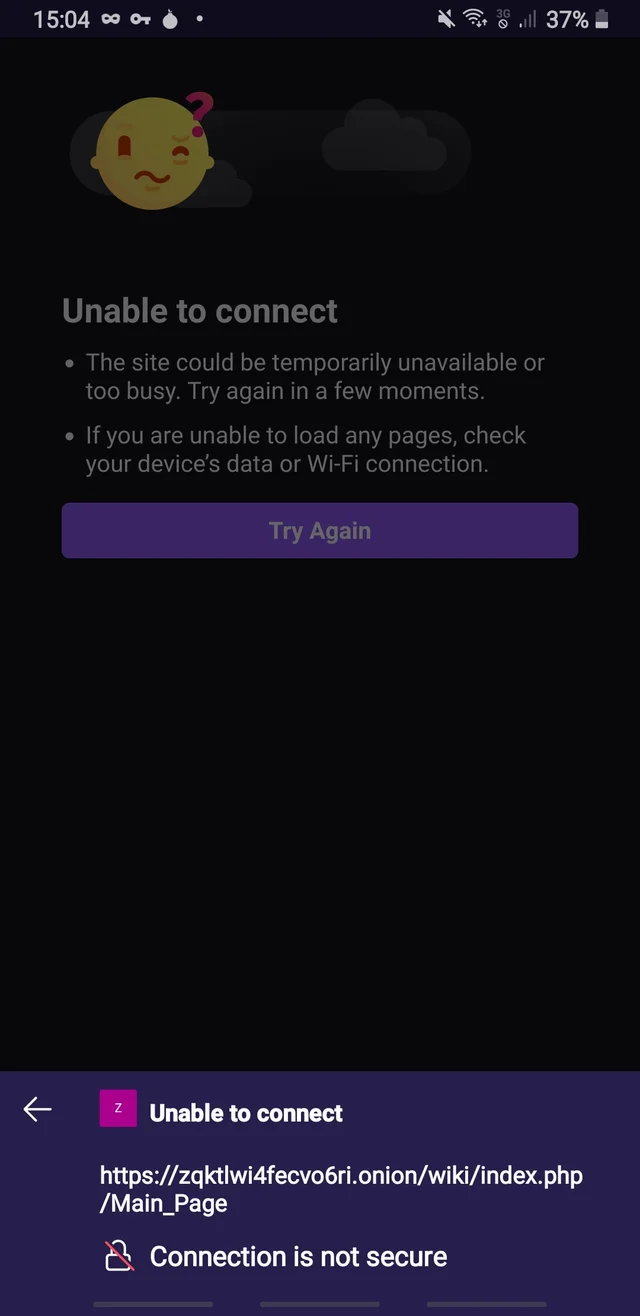 15:04
3G
37%
?
Unable to connect
• The site could be temporarily unavailable or
too busy. Try again in a few moments.
• If you are unable to load any pages, check
your device’s data or Wi-Fi connection.
Try Again
Z
Unable to connect
https://zqktlwi4fecvo6ri.onion/wiki/index.php
/Main_Page
Connection is not secure